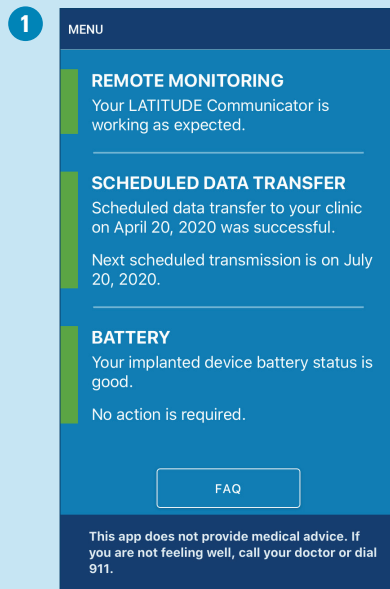 1
MENU
REMOTE MONITORING
Your LATITUDE Communicator is
working as expected.
SCHEDULED DATA TRANSFER
Scheduled data transfer to your clinic
on April 20, 2020 was successful.
Next scheduled transmission is on July
20, 2020.
BATTERY
Your implanted device battery status is
good.
No action is required.
FAQ
This app does not provide medical advice. If
you are not feeling well, call your doctor or dial
911.